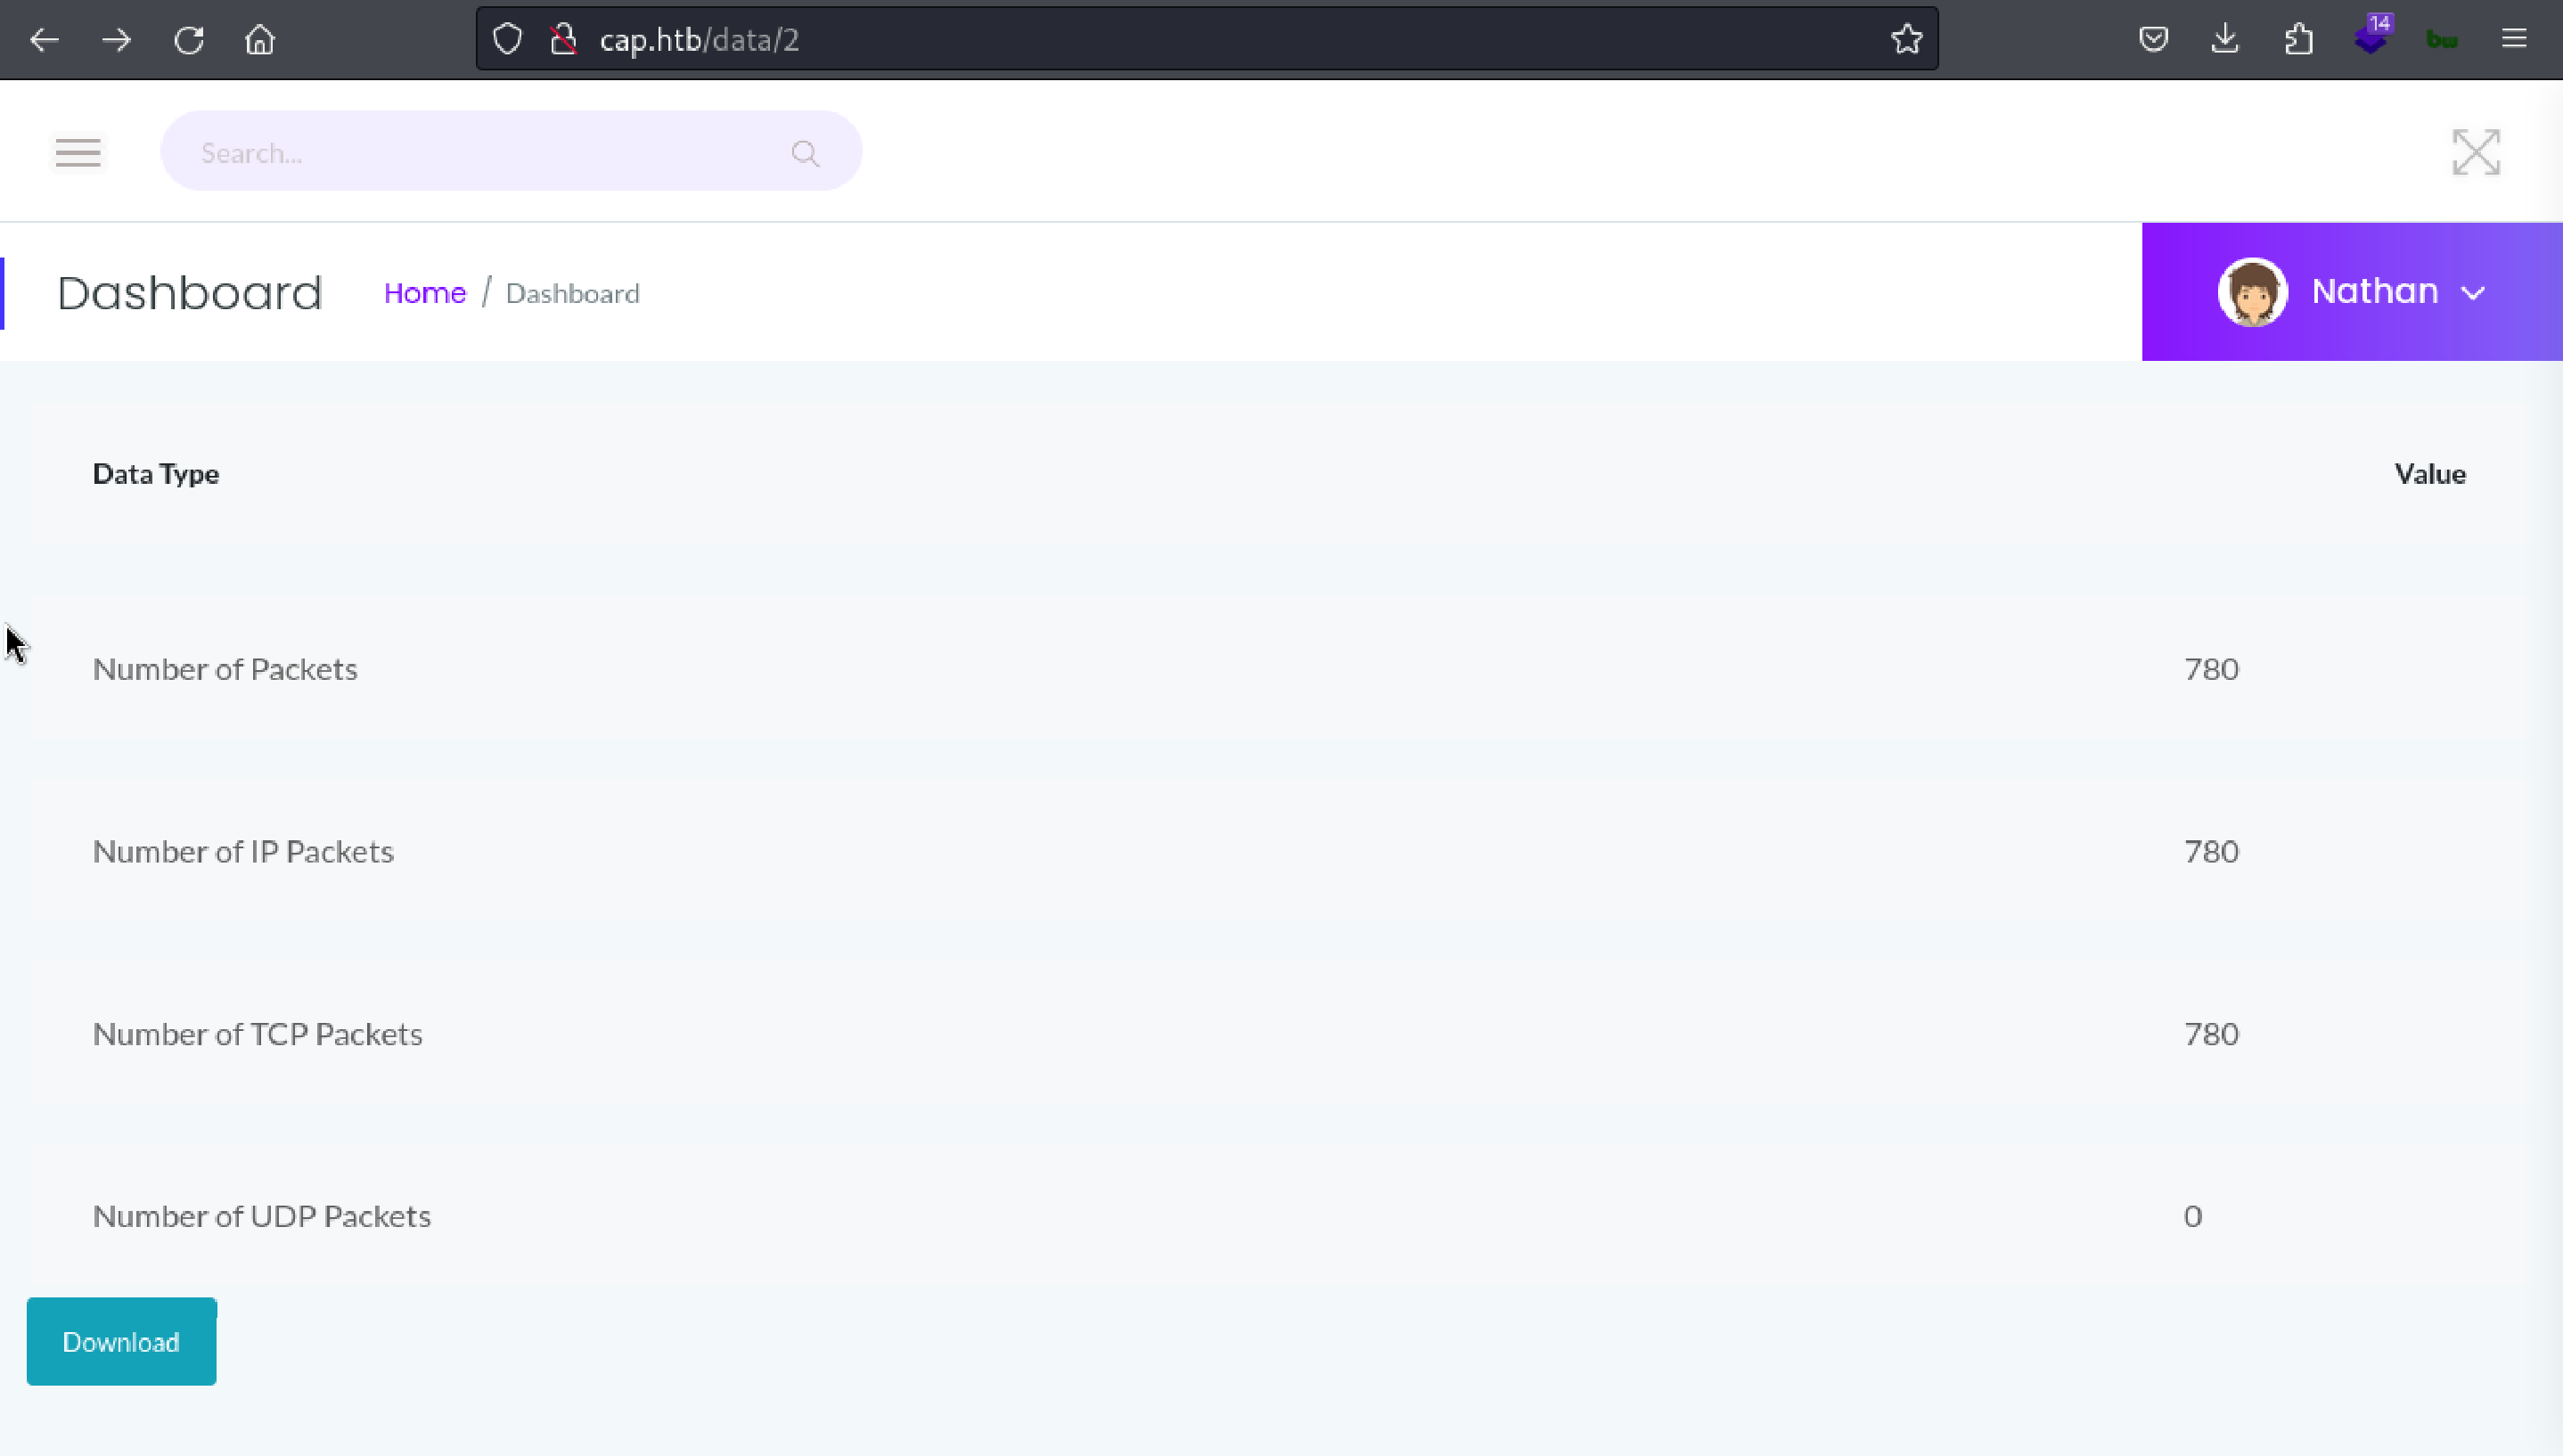 cap.htb/data/2
14
bw
Search...
Dashboard
Home / Dashboard
Nathan
Data Type Value
Number of Packets 780
Number of IP Packets 780
Number of TCP Packets 780
Number of UDP Packets 0
Download